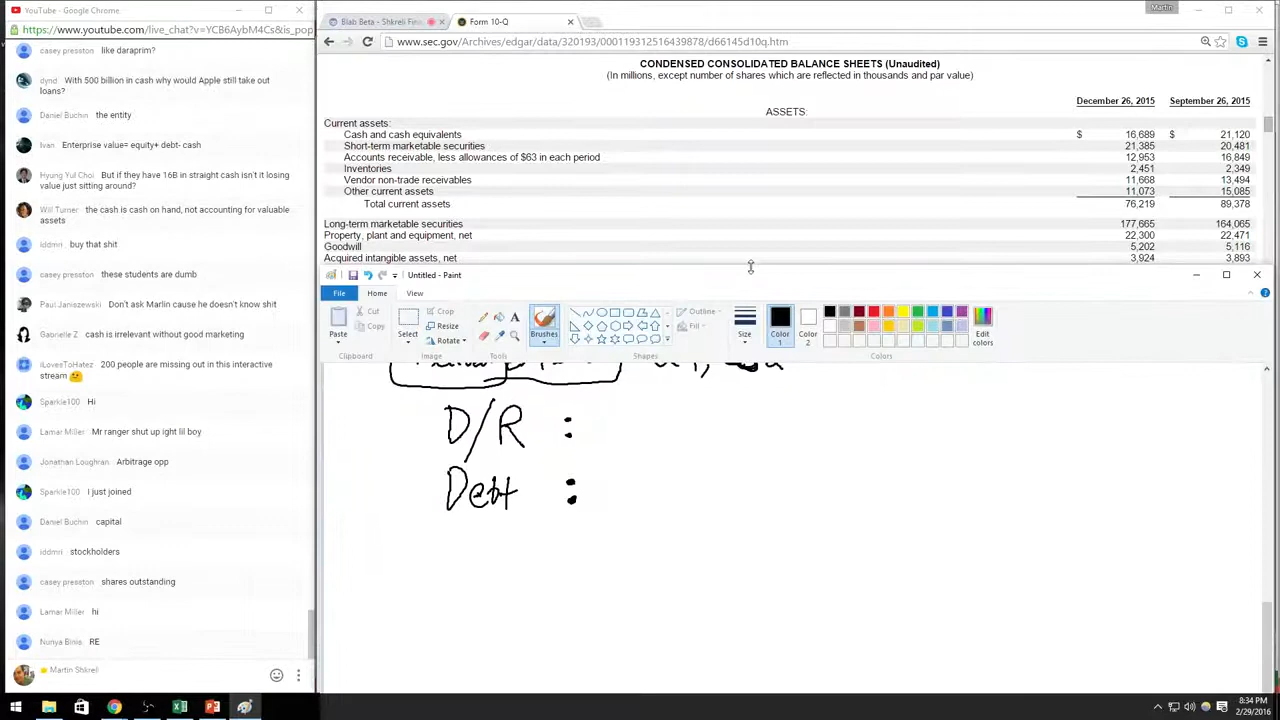 YouTube - Google Chrome
https://www.youtube.com/live_chat?v=YCB6AybM4Cs&is_pop
casey presston like daraprim?
dynd With 500 billion in cash why would Apple still take out
loans?
Daniel Buchin the entity
Ivan Enterprise value= equity+ debt- cash
Hyung Yul Choi But if they have 16B in straight cash isn't it losing
value just sitting around?
Will Turner the cash is cash on hand, not accounting for valuable
assets
iddmri buy that shit
casey presston these students are dumb
Paul Janiszewski Don't ask Marlin cause he doesn't know shit
Gabrielle Z cash is irrelevant without good marketing
iLovesToHatez 200 people are missing out in this interactive
stream
Sparkle100 Hi
Lamar Miller Mr ranger shut up ight lil boy
Jonathan Loughran Arbitrage opp
Sparkle100 I just joined
Daniel Buchin capital
iddmri stockholders
casey presston shares outstanding
Lamar Miller hi
Nunya Binis RE
Martin Shkreli
Martin
Blab Beta - Shkreli Fin
Form 10-Q
www.sec.gov/Archives/edgar/data/320193/000119312516439878/d66145d10q.htm
CONDENSED CONSOLIDATED BALANCE SHEETS (Unaudited)
(In millions, except number of shares which are reflected in thousands and par value)
December 26, 2015 September 26, 2015
ASSETS:
Current assets:
Cash and cash equivalents $ 16,689 $ 21,120
Short-term marketable securities 21,385 20,481
Accounts receivable, less allowances of $63 in each period 12,953 16,849
Inventories 2,451 2,349
Vendor non-trade receivables 11,668 13,494
Other current assets 11,073 15,085
Total current assets 76,219 89,378
Long-term marketable securities 177,665 164,065
Property, plant and equipment, net 22,300 22,471
Goodwill 5,202 5,116
Acquired intangible assets, net 3,924 3,893
Untitled - Paint
File Home View
Paste Cut Copy Select Crop Resize Rotate Brushes Outline Fill Size Color 1 Color 2 Edit colors
Clipboard Image Tools Shapes Colors
D/R :
Debt :
8:34 PM
2/29/2016